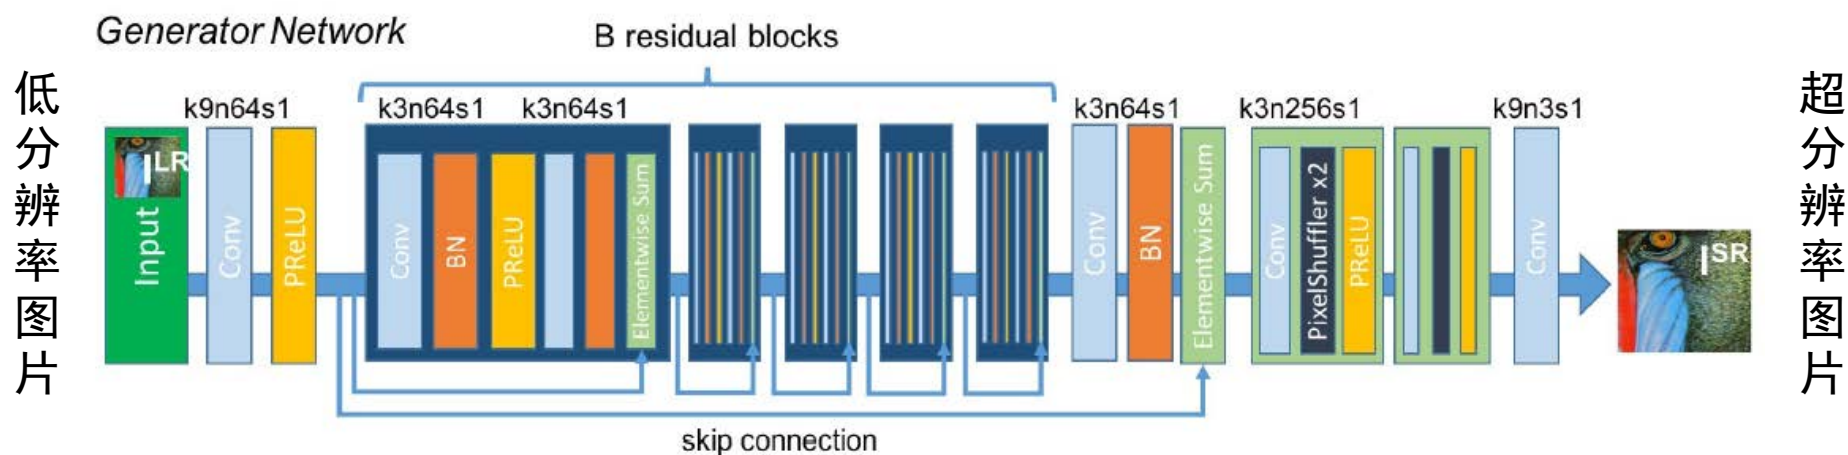 Generator Network
B residual blocks
低分辨率图片
k9n64s1
k3n64s1
k3n64s1
k3n64s1
k3n256s1
k9n3s1
超分辨率图片
I LR
Input
Conv
PReLU
Conv
BN
PReLU
Elementwise Sum
Conv
BN
Elementwise Sum
Conv
PixelShuffler x2
PReLU
Conv
I SR
skip connection